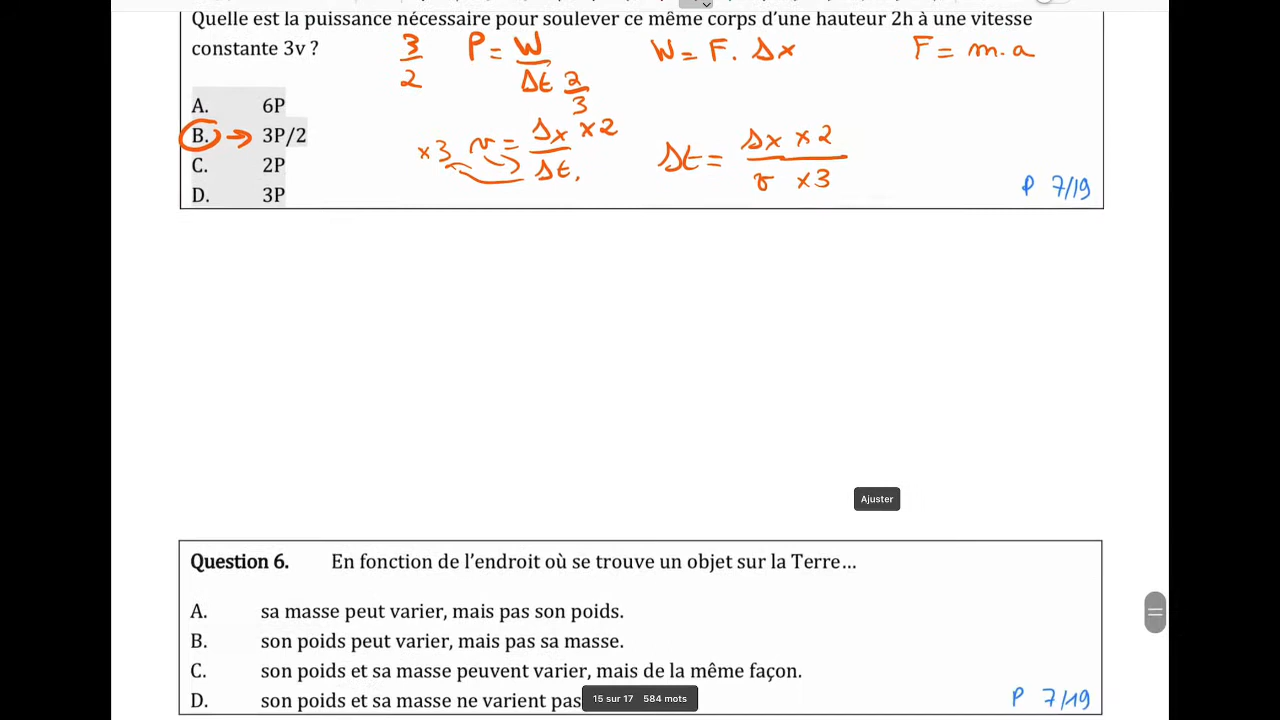 Quelle est la puissance nécessaire pour soulever ce même corps d'une hauteur 2h à une vitesse
constante 3v ?
3/2 P = W/Δt 2/3 W = F. Δx F = m.a
A. 6P
B. → 3P/2
C. 2P
D. 3P
×3 v = Δx/Δt ×2 Δt = Δx ×2 / v ×3
P 7/19
Ajuster
Question 6. En fonction de l'endroit où se trouve un objet sur la Terre…
A. sa masse peut varier, mais pas son poids.
B. son poids peut varier, mais pas sa masse.
C. son poids et sa masse peuvent varier, mais de la même façon.
D. son poids et sa masse ne varient pas
15 sur 17 584 mots
P 7/19